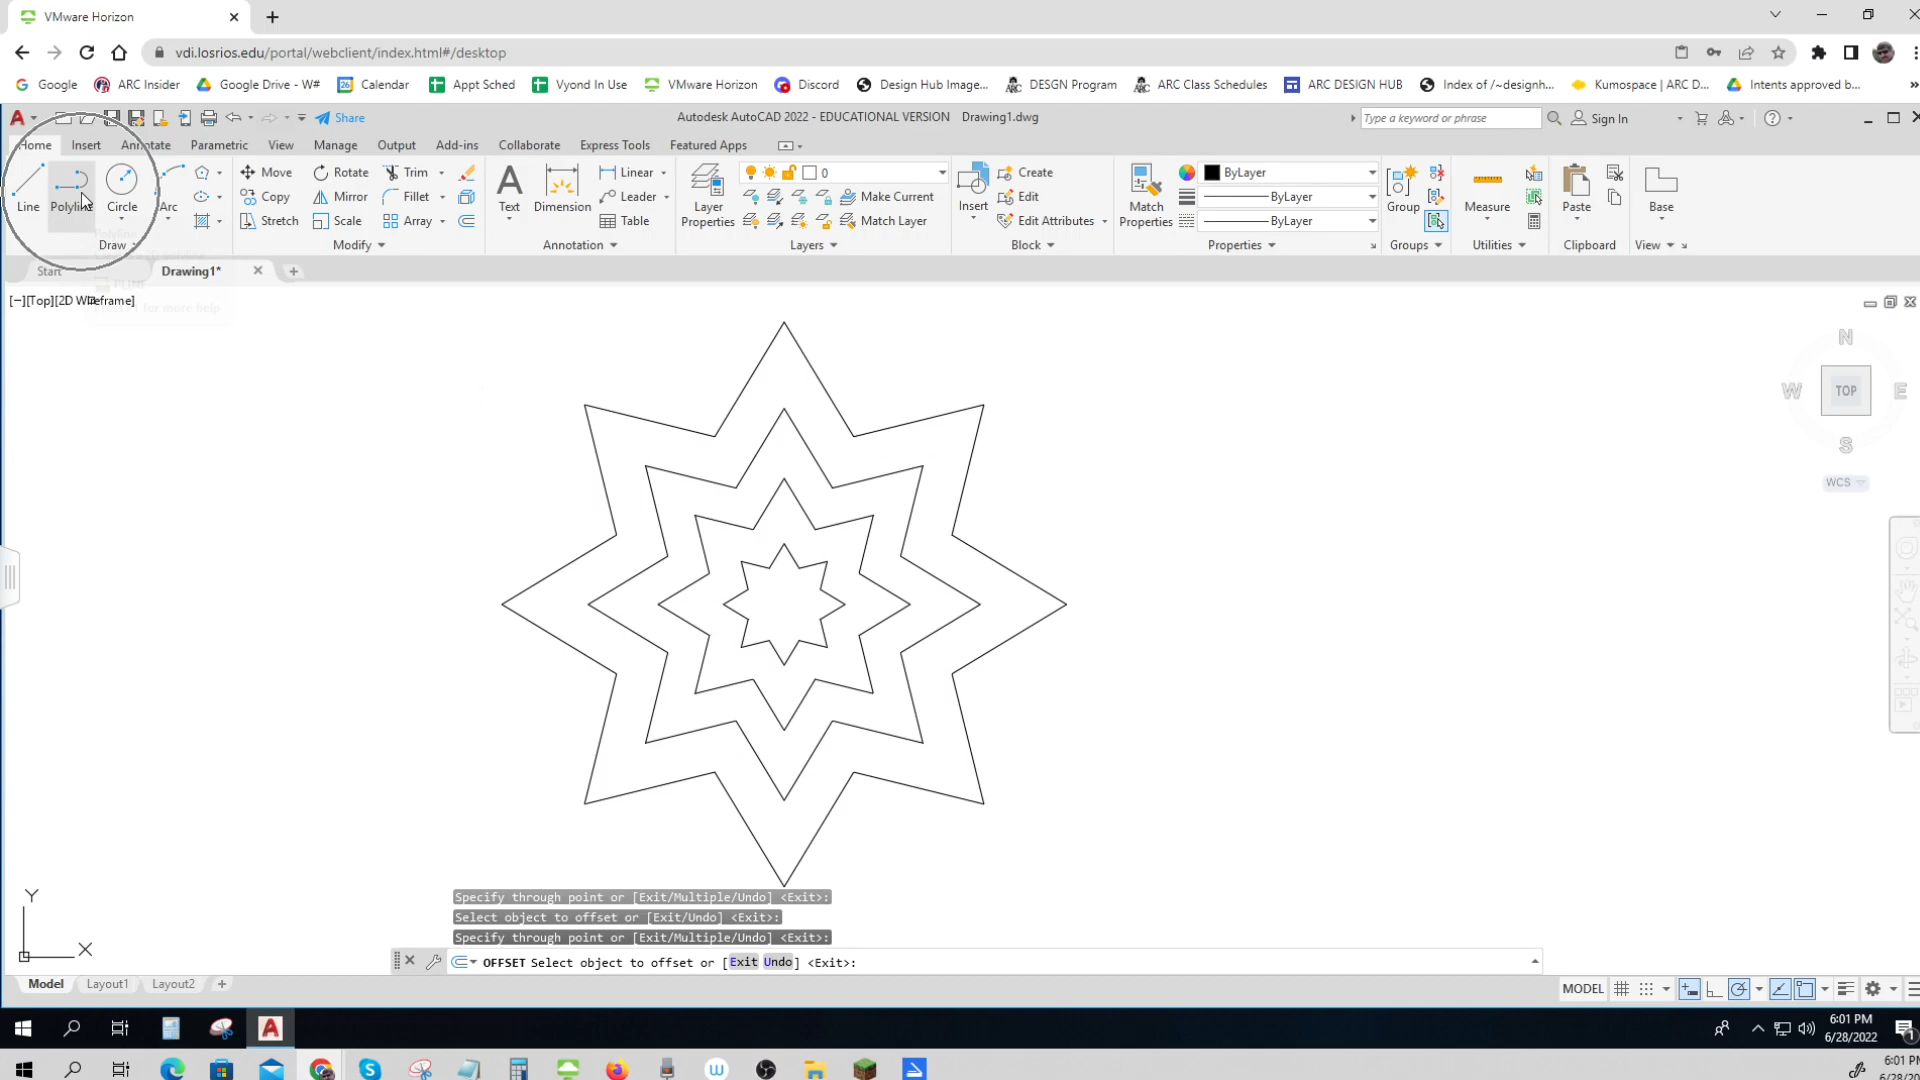 VMware Horizon
vdi.losrios.edu/portal/webclient/index.html#/desktop
Google ARC Insider Google Drive - W# Calendar Appt Sched Vyond In Use VMware Horizon Discord Design Hub Image... DESGN Program ARC Class Schedules ARC DESIGN HUB Index of /~designh... Kumospace | ARC D... Intents approved b... »
Share Autodesk AutoCAD 2022 - EDUCATIONAL VERSION Drawing1.dwg Type a keyword or phrase Sign In
Home Insert Annotate Parametric View Manage Output Add-ins Collaborate Express Tools Featured Apps
Move Rotate Trim Linear 0 Create ByLayer
Line Polyline Circle Arc Copy Mirror Fillet Text Dimension Leader Layer Properties Make Current Insert Edit Match Properties ByLayer Group Measure Paste Base
Stretch Scale Array Table Match Layer Edit Attributes ByLayer
Draw Modify Annotation Layers Block Properties Groups Utilities Clipboard View
Start Drawing1* 
[−][Top][2D Wireframe]
for more help
N
W TOP E
S
WCS
Y
X
Specify through point or [Exit/Multiple/Undo] <Exit>:
Select object to offset or [Exit/Undo] <Exit>:
Specify through point or [Exit/Multiple/Undo] <Exit>:
OFFSET Select object to offset or [Exit Undo] <Exit>:
Model Layout1 Layout2 MODEL
6:01 PM
6/28/2022
1
6:01 PM